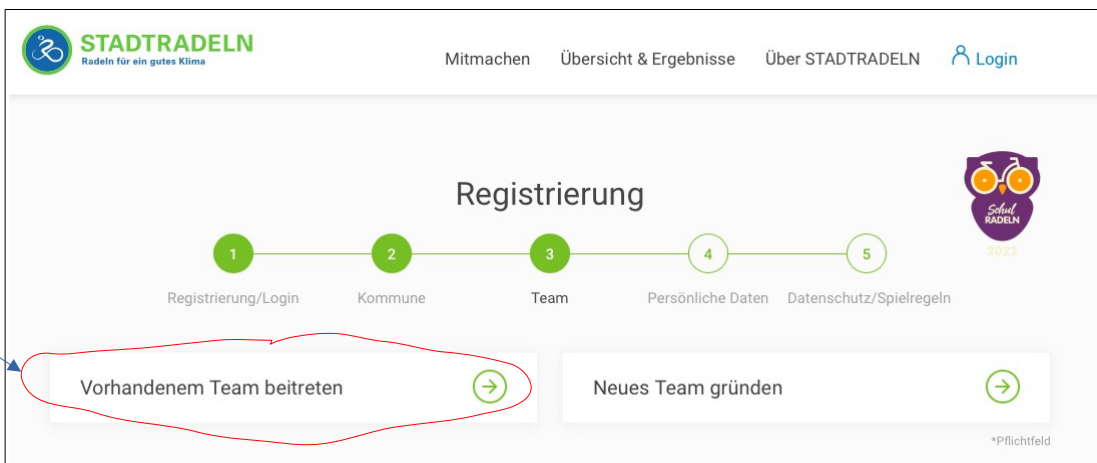 STADTRADELN
Radeln für ein gutes Klima
Mitmachen Übersicht & Ergebnisse Über STADTRADELN Login
Registrierung
Schul
RADELN
2022
1 2 3 4 5
Registrierung/Login Kommune Team Persönliche Daten Datenschutz/Spielregeln
Vorhandenem Team beitreten Neues Team gründen
*Pflichtfeld